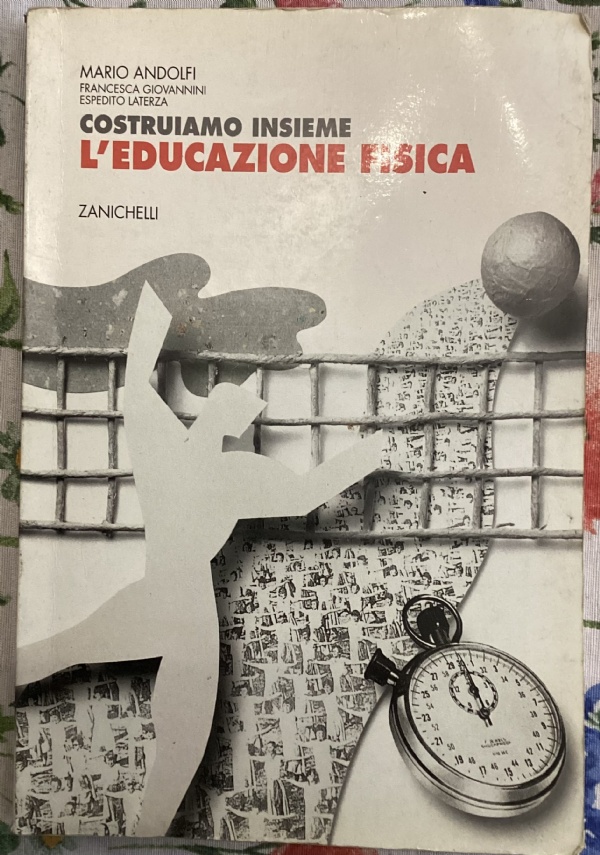 MARIO ANDOLFI
FRANCESCA GIOVANNINI
ESPEDITO LATERZA
COSTRUIAMO INSIEME
L'EDUCAZIONE FISICA
ZANICHELLI